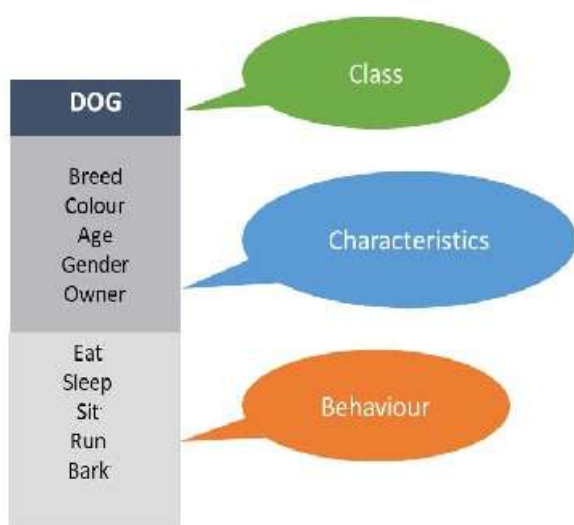 DOG
Class
Breed
Colour
Age
Gender
Owner
Characteristics
Eat
Sleep
Sit
Run
Bark
Behaviour